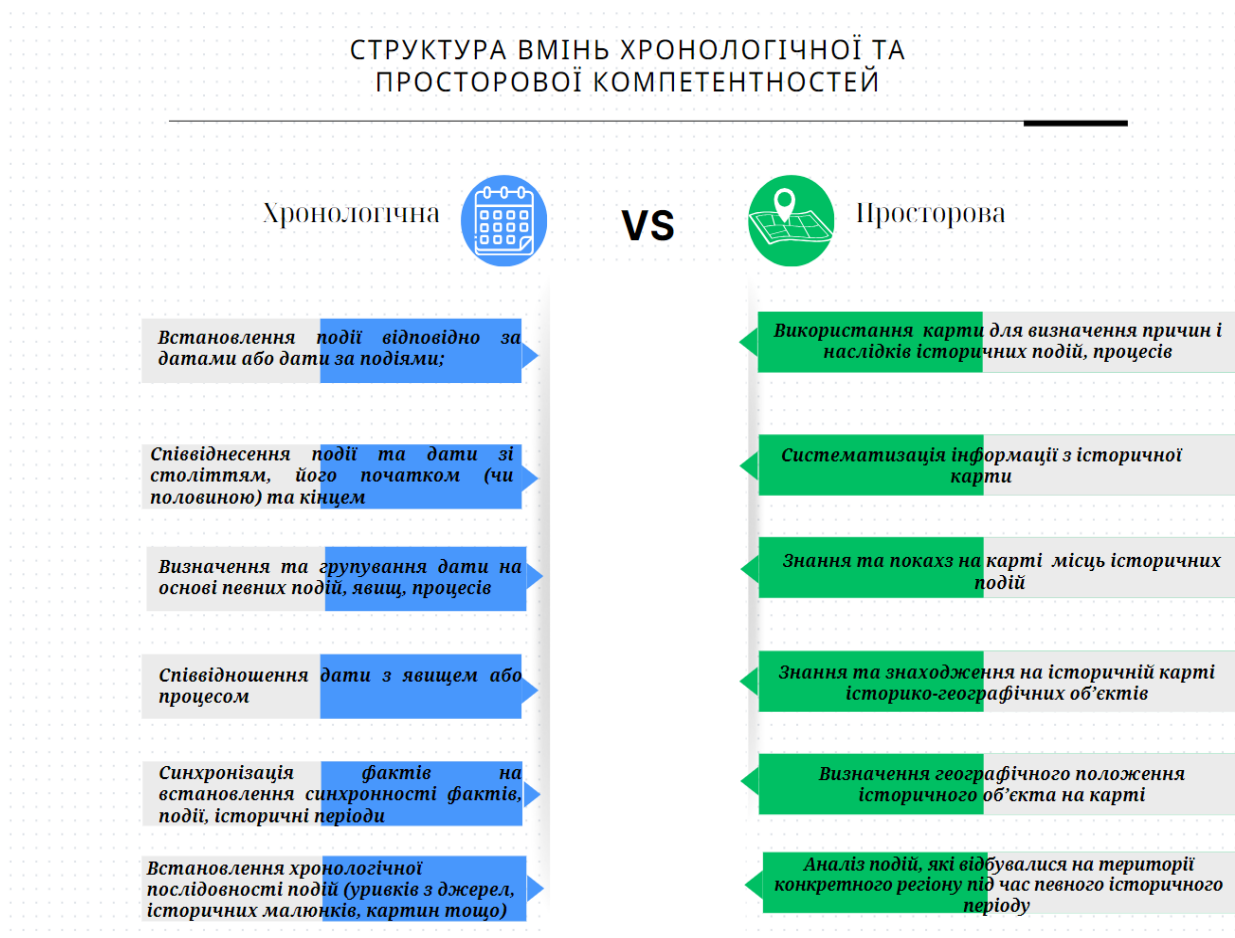 СТРУКТУРА ВМІНЬ ХРОНОЛОГІЧНОЇ ТА
ПРОСТОРОВОЇ КОМПЕТЕНТНОСТЕЙ
Хронологічна
VS
Просторова
Встановлення події відповідно за
датами або дати за подіями;
Співвіднесення події та дати зі
століттям, його початком (чи
половиною) та кінцем
Визначення та групування дати на
основі певних подій, явищ, процесів
Співвідношення дати з явищем або
процесом
Синхронізація фактів на
встановлення синхронності фактів,
події, історичні періоди
Встановлення хронологічної
послідовності подій (уривків з джерел,
історичних малюнків, картин тощо)
Використання карти для визначення причин і
наслідків історичних подій, процесів
Систематизація інформації з історичної
карти
Знання та покахз на карті місць історичних
подій
Знання та знаходження на історичній карті
історико-географічних об’єктів
Визначення географічного положення
історичного об’єкта на карті
Аналіз подій, які відбувалися на території
конкретного регіону під час певного історичного
періоду